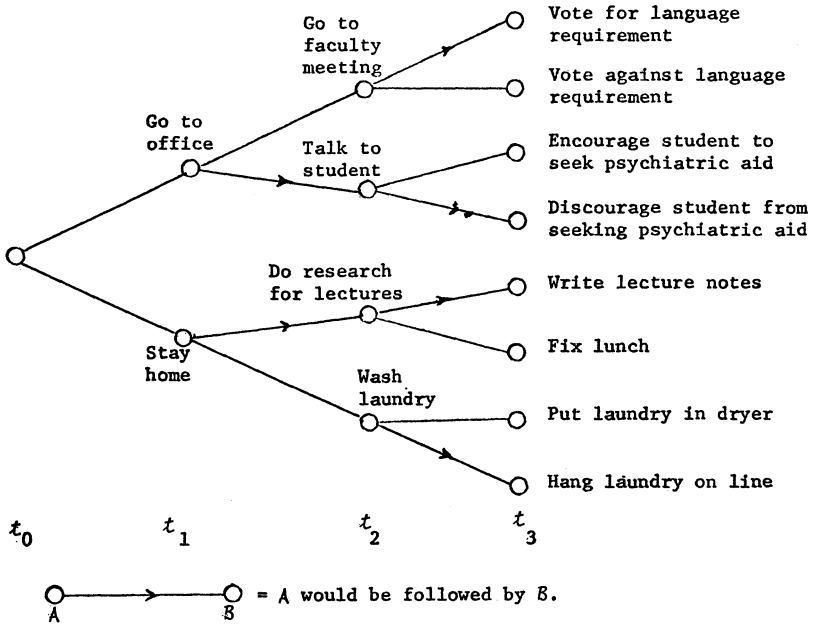 Go to
faculty
meeting
Vote for language
requirement
Vote against language
requirement
Go to
office
Talk to
student
Encourage student to
seek psychiatric aid
Discourage student from
seeking psychiatric aid
Do research
for lectures
Write lecture notes
Stay
home
Fix lunch
Wash
laundry
Put laundry in dryer
Hang laundry on line
t0 t1 t2 t3
= A would be followed by B.
A B